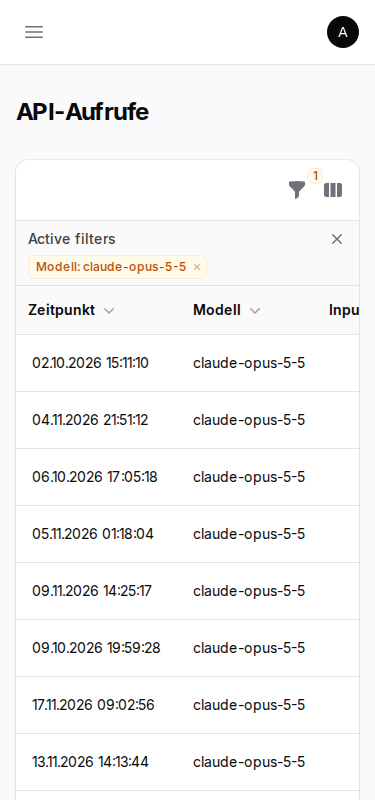 A
API-Aufrufe
1
Active filters
Modell: claude-opus-5-5 ×
Zeitpunkt Modell Inpu
02.10.2026 15:11:10 claude-opus-5-5
04.11.2026 21:51:12 claude-opus-5-5
06.10.2026 17:05:18 claude-opus-5-5
05.11.2026 01:18:04 claude-opus-5-5
09.11.2026 14:25:17 claude-opus-5-5
09.10.2026 19:59:28 claude-opus-5-5
17.11.2026 09:02:56 claude-opus-5-5
13.11.2026 14:13:44 claude-opus-5-5